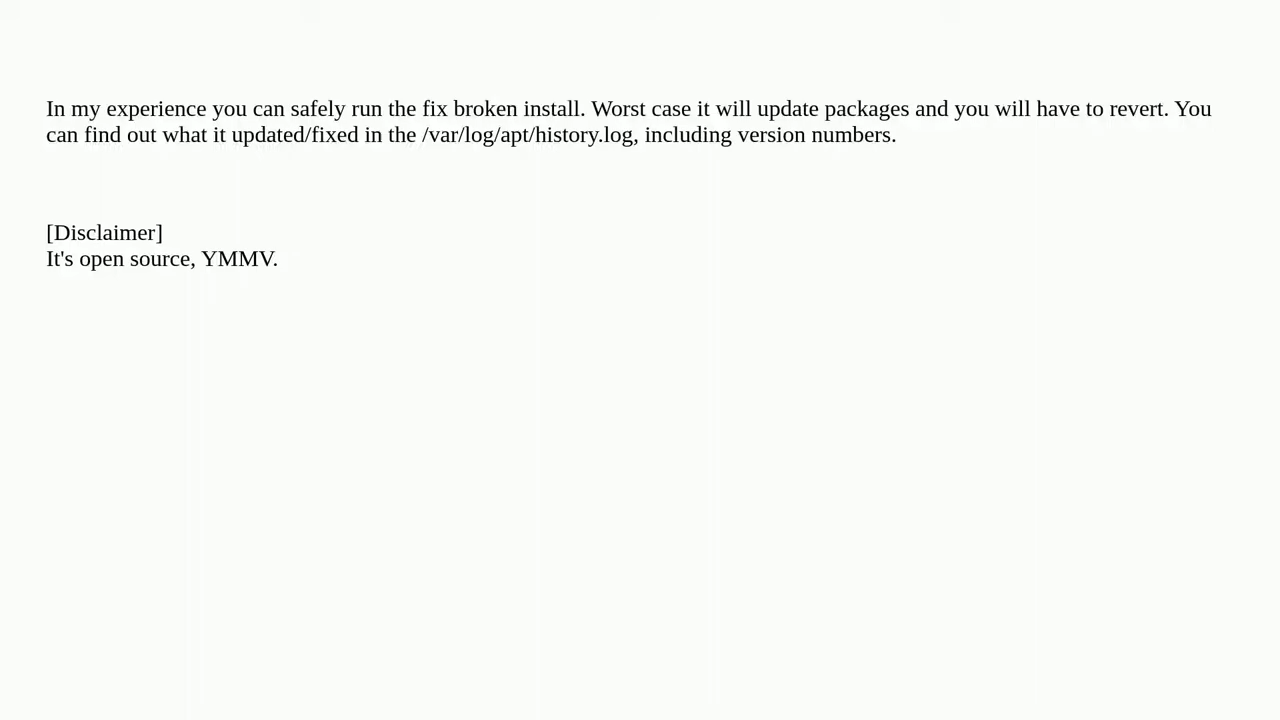 In my experience you can safely run the fix broken install. Worst case it will update packages and you will have to revert. You
can find out what it updated/fixed in the /var/log/apt/history.log, including version numbers.
[Disclaimer]
It's open source, YMMV.